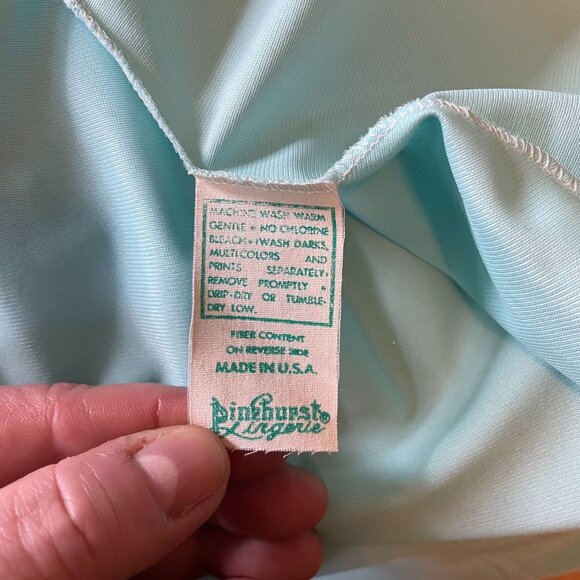 MACHINE WASH WARM
GENTLE • NO CHLORINE
BLEACH • WASH DARKS,
MULTICOLORS AND
PRINTS SEPARATELY•
REMOVE PROMPTLY •
DRIP-DRY OR TUMBLE-
DRY LOW.
FIBER CONTENT
ON REVERSE SIDE
MADE IN U.S.A.
Pinehurst®
Lingerie